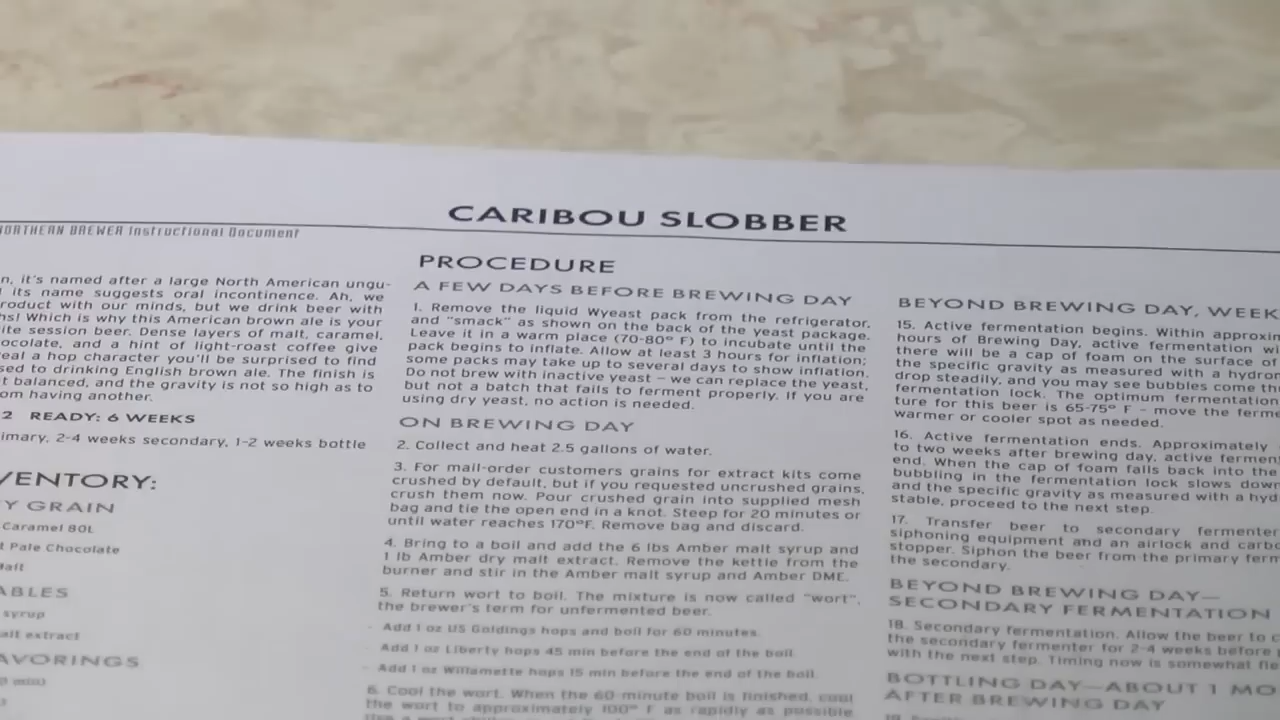 CARIBOU SLOBBER
NORTHERN BREWER Instructional Document
n, it's named after a large North American ungu-
its name suggests oral incontinence. Ah, we
roduct with our minds, but we drink beer with
hs! Which is why this American brown ale is your
ite session beer. Dense layers of malt, caramel,
ocolate, and a hint of light-roast coffee give
eal a hop character you'll be surprised to find
sed to drinking English brown ale. The finish is
t balanced, and the gravity is not so high as to
om having another.
2 READY: 6 WEEKS
imary, 2-4 weeks secondary, 1-2 weeks bottle
VENTORY:
Y GRAIN
Caramel 80L
t Pale Chocolate
Malt
ABLES
syrup
alt extract
AVORINGS
0 min)
PROCEDURE
A FEW DAYS BEFORE BREWING DAY
1. Remove the liquid Wyeast pack from the refrigerator,
and "smack" as shown on the back of the yeast package.
Leave it in a warm place (70-80° F) to incubate until the
pack begins to inflate. Allow at least 3 hours for inflation;
some packs may take up to several days to show inflation.
Do not brew with inactive yeast – we can replace the yeast,
but not a batch that fails to ferment properly. If you are
using dry yeast, no action is needed.
ON BREWING DAY
2. Collect and heat 2.5 gallons of water.
3. For mail-order customers grains for extract kits come
crushed by default, but if you requested uncrushed grains,
crush them now. Pour crushed grain into supplied mesh
bag and tie the open end in a knot. Steep for 20 minutes or
until water reaches 170°F. Remove bag and discard.
4. Bring to a boil and add the 6 lbs Amber malt syrup and
1 lb Amber dry malt extract. Remove the kettle from the
burner and stir in the Amber malt syrup and Amber DME.
5. Return wort to boil. The mixture is now called "wort",
the brewer's term for unfermented beer.
- Add 1 oz US Goldings hops and boil for 60 minutes.
- Add 1 oz Liberty hops 45 min before the end of the boil.
- Add 1 oz Willamette hops 15 min before the end of the boil.
6. Cool the wort. When the 60-minute boil is finished, cool
the wort to approximately 100° F as rapidly as possible
BEYOND BREWING DAY, WEEK
15. Active fermentation begins. Within approxin
hours of Brewing Day, active fermentation wi
there will be a cap of foam on the surface of
the specific gravity as measured with a hydron
drop steadily, and you may see bubbles come th
fermentation lock. The optimum fermentation
ture for this beer is 65-75° F - move the ferme
warmer or cooler spot as needed.
16. Active fermentation ends. Approximately
to two weeks after brewing day, active ferment
end. When the cap of foam falls back into the
bubbling in the fermentation lock slows down
and the specific gravity as measured with a hyd
stable, proceed to the next step.
17. Transfer beer to secondary fermenter
siphoning equipment and an airlock and carbo
stopper. Siphon the beer from the primary ferm
the secondary.
BEYOND BREWING DAY—
SECONDARY FERMENTATION
18. Secondary fermentation. Allow the beer to c
the secondary fermenter for 2-4 weeks before
with the next step. Timing now is somewhat fle
BOTTLING DAY—ABOUT 1 MO
AFTER BREWING DAY